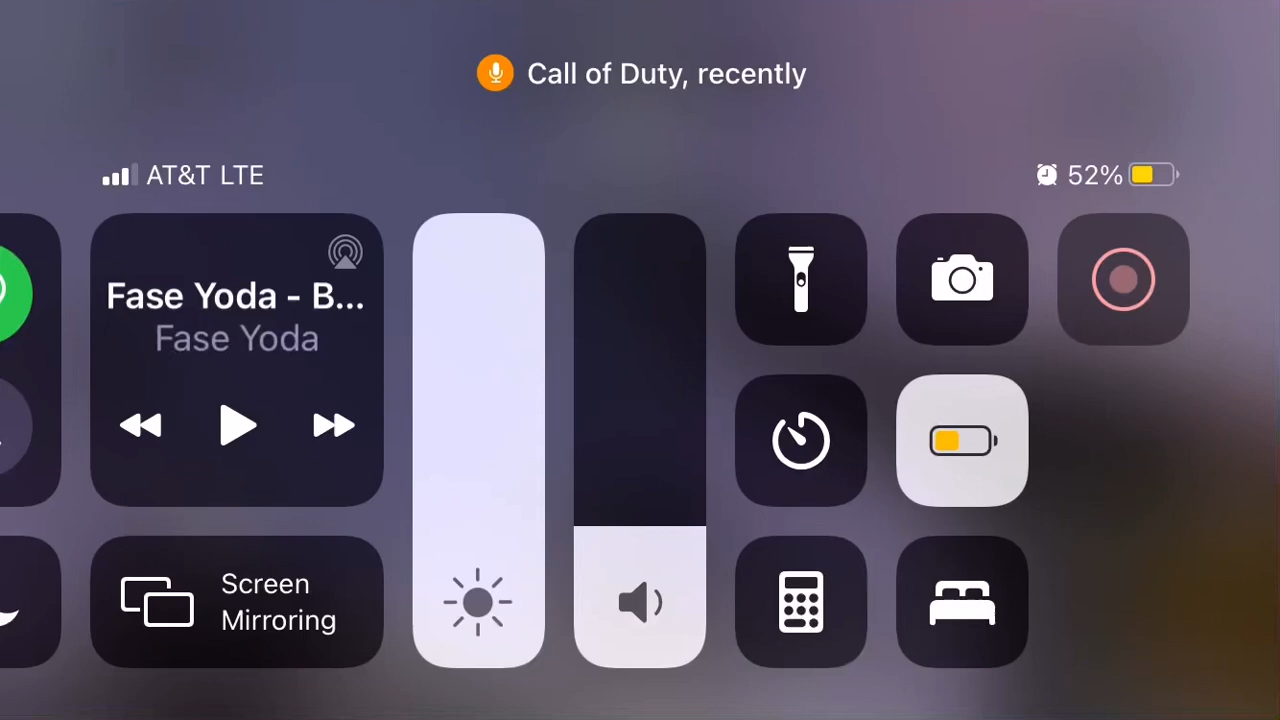 Call of Duty, recently
AT&T LTE
52%
Fase Yoda - B...
Fase Yoda
Screen
Mirroring